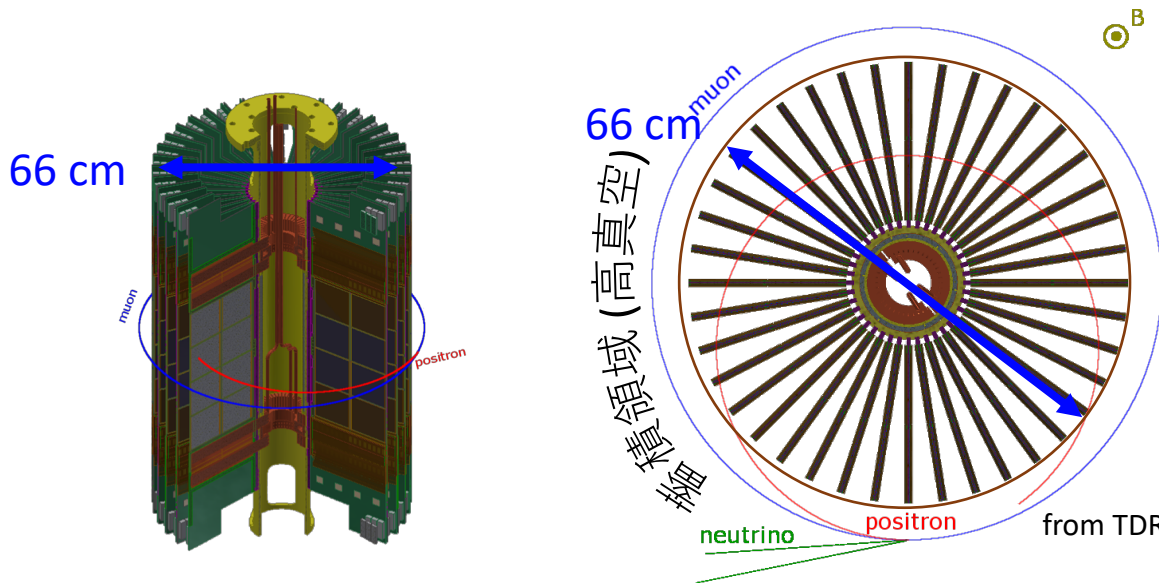 66 cm
muon
positron
B
muon
66 cm
蓄積領域 (高真空)
positron
neutrino
from TDR